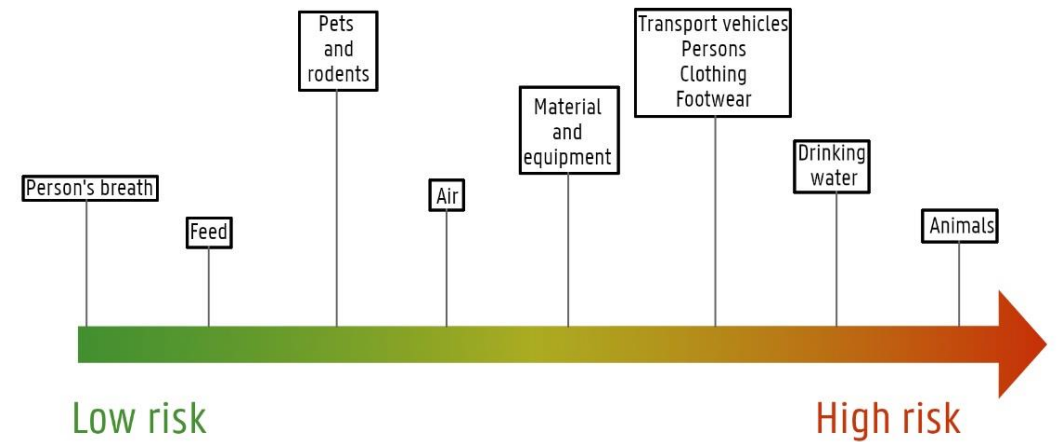 Person's breath
Feed
Pets
and
rodents
Air
Material
and
equipment
Transport vehicles
Persons
Clothing
Footwear
Drinking
water
Animals
Low risk
High risk